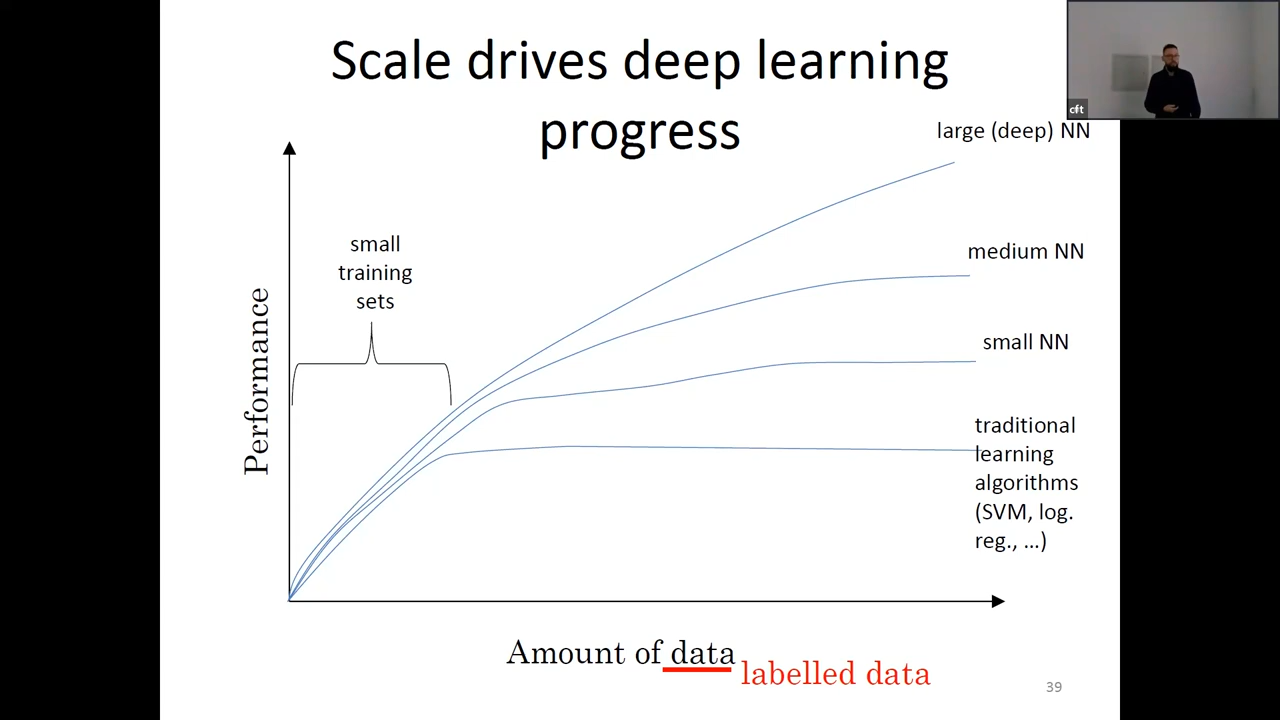 Scale drives deep learning
progress
cft
large (deep) NN
medium NN
small NN
traditional
learning
algorithms
(SVM, log.
reg., ...)
small
training
sets
Performance
Amount of data
labelled data
39